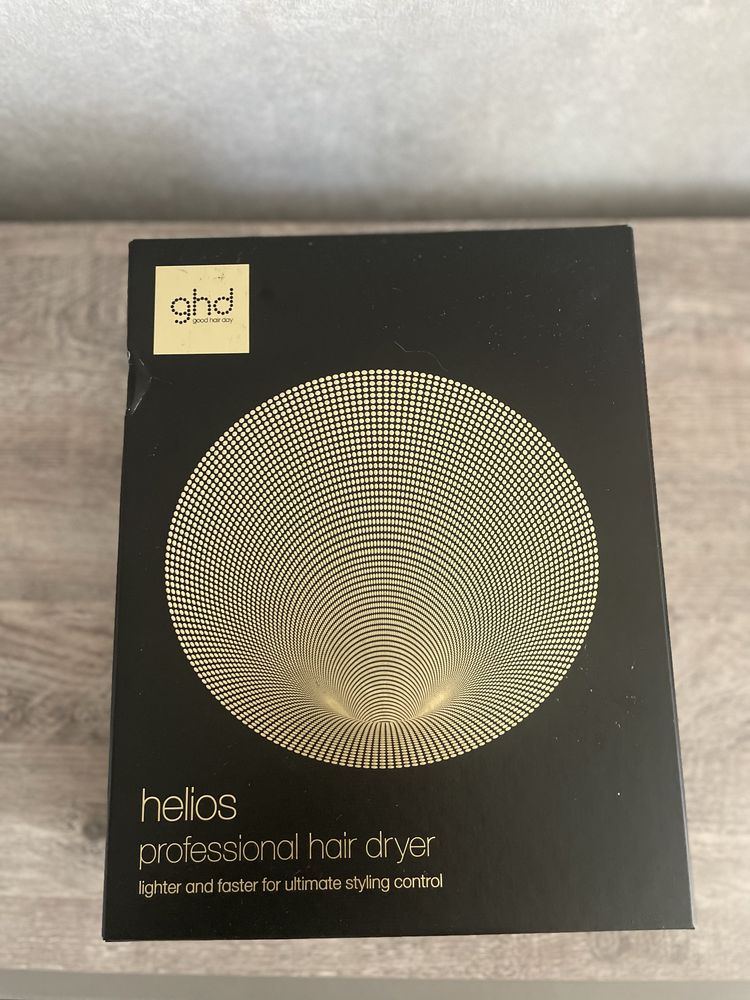 ghd
good hair day
helios
professional hair dryer
lighter and faster for ultimate styling control